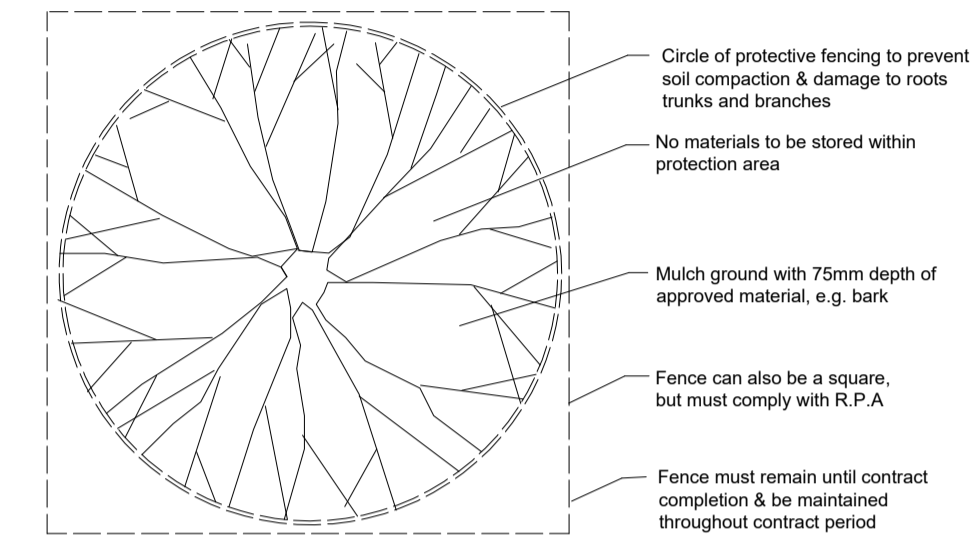 Circle of protective fencing to prevent
soil compaction & damage to roots
trunks and branches
No materials to be stored within
protection area
Mulch ground with 75mm depth of
approved material, e.g. bark
Fence can also be a square,
but must comply with R.P.A
Fence must remain until contract
completion & be maintained
throughout contract period